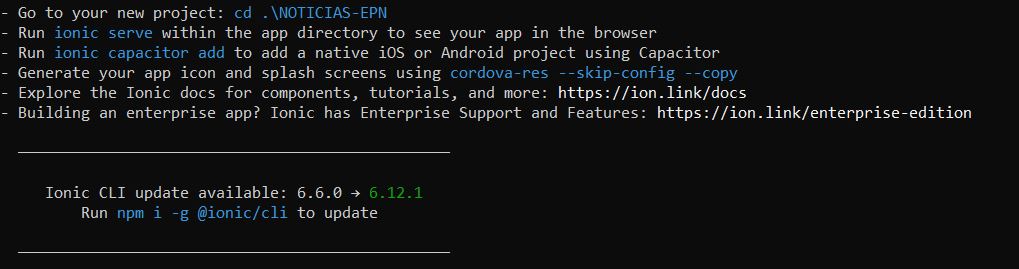 - Go to your new project: cd .\NOTICIAS-EPN
- Run ionic serve within the app directory to see your app in the browser
- Run ionic capacitor add to add a native iOS or Android project using Capacitor
- Generate your app icon and splash screens using cordova-res --skip-config --copy
- Explore the Ionic docs for components, tutorials, and more: https://ion.link/docs
- Building an enterprise app? Ionic has Enterprise Support and Features: https://ion.link/enterprise-edition
Ionic CLI update available: 6.6.0 → 6.12.1
Run npm i -g @ionic/cli to update